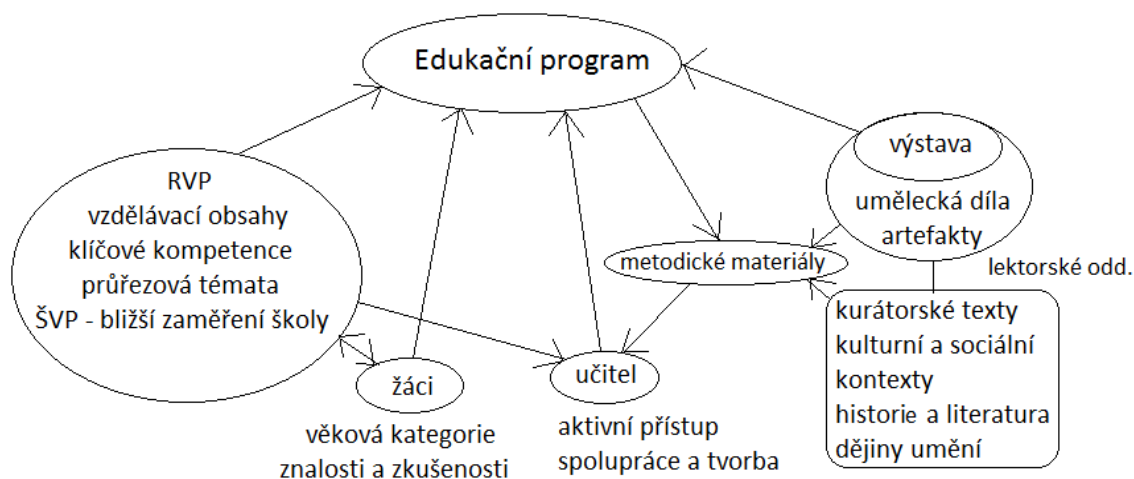 Edukační program
výstava
umělecká díla
artefakty
RVP
vzdělávací obsahy
klíčové kompetence
průřezová témata
ŠVP - bližší zaměření školy
metodické materiály
lektorské odd.
kurátorské texty
kulturní a sociální
kontexty
historie a literatura
dějiny umění
žáci
věková kategorie
znalosti a zkušenosti
učitel
aktivní přístup
spolupráce a tvorba